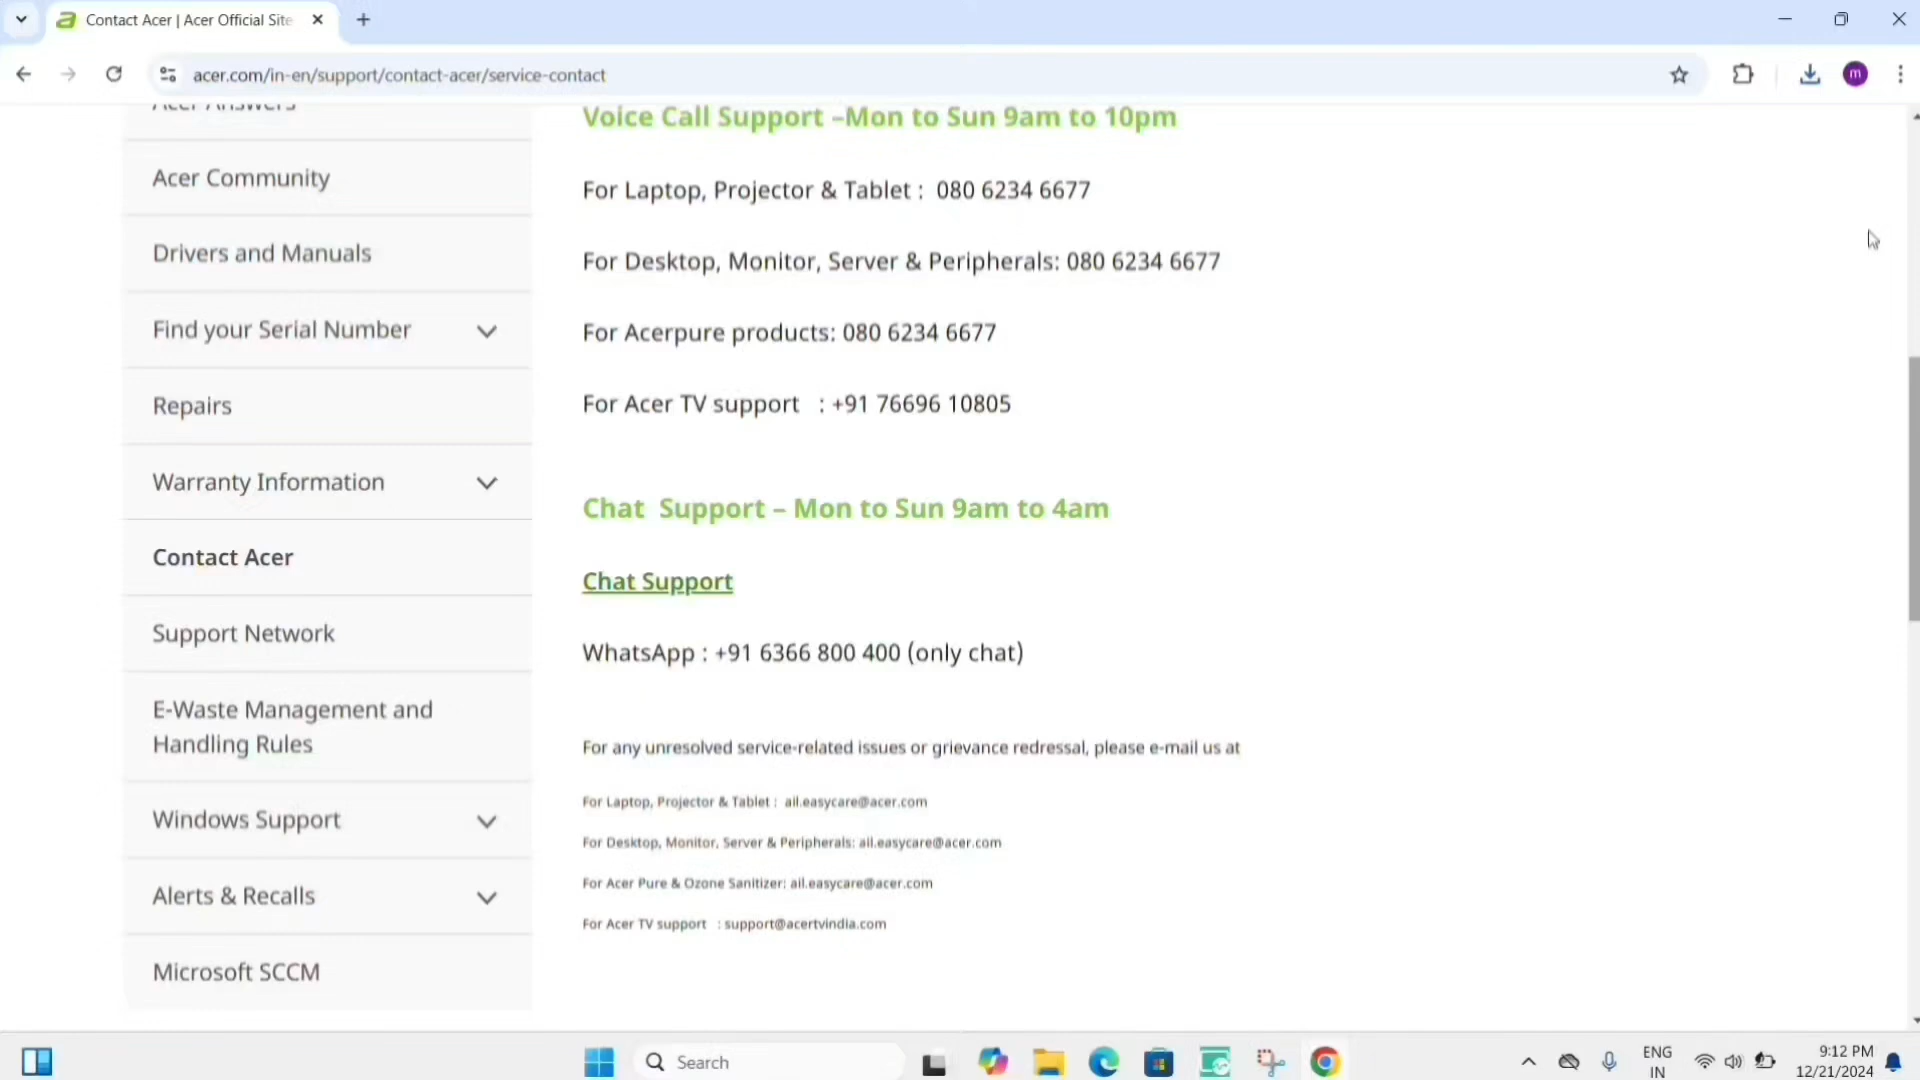 Contact Acer | Acer Official Site
acer.com/in-en/support/contact-acer/service-contact
m
Acer Answers
Acer Community
Drivers and Manuals
Find your Serial Number
Repairs
Warranty Information
Contact Acer
Support Network
E-Waste Management and
Handling Rules
Windows Support
Alerts & Recalls
Microsoft SCCM
Voice Call Support –Mon to Sun 9am to 10pm
For Laptop, Projector & Tablet : 080 6234 6677
For Desktop, Monitor, Server & Peripherals: 080 6234 6677
For Acerpure products: 080 6234 6677
For Acer TV support : +91 76696 10805
Chat Support – Mon to Sun 9am to 4am
Chat Support
WhatsApp : +91 6366 800 400 (only chat)
For any unresolved service-related issues or grievance redressal, please e-mail us at
For Laptop, Projector & Tablet : ail.easycare@acer.com
For Desktop, Monitor, Server & Peripherals: ail.easycare@acer.com
For Acer Pure & Ozone Sanitizer: ail.easycare@acer.com
For Acer TV support : support@acertvindia.com
Search
ENG
IN
9:12 PM
12/21/2024